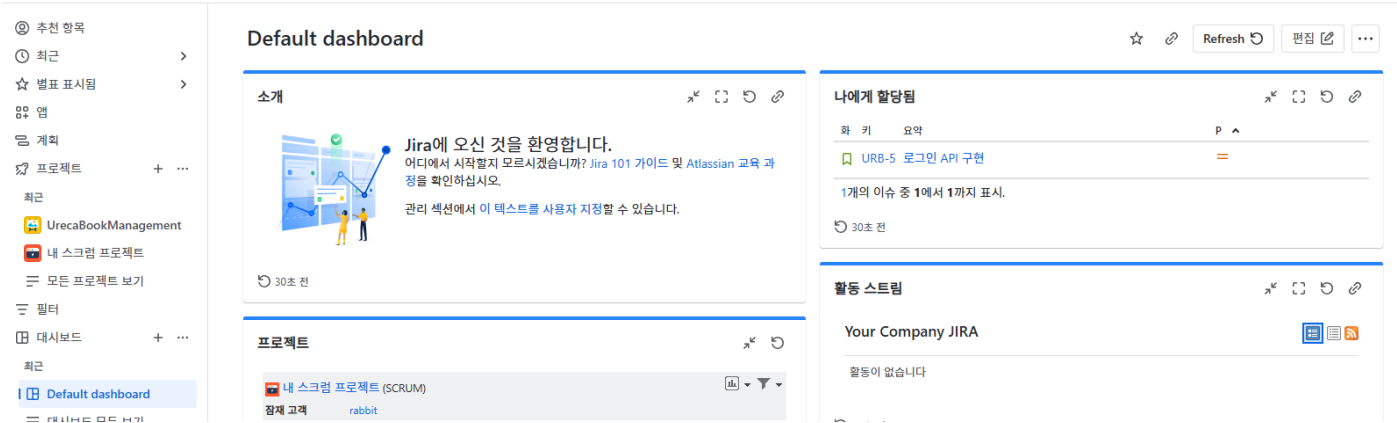 추천 항목
최근
별표 표시됨
앱
계획
프로젝트
최근
UrecaBookManagement
내 스크럼 프로젝트
모든 프로젝트 보기
필터
대시보드
최근
Default dashboard
대시보드 모두 보기
Default dashboard
Refresh
편집
소개
Jira에 오신 것을 환영합니다.
어디에서 시작할지 모르시겠습니까? Jira 101 가이드 및 Atlassian 교육 과
정을 확인하십시오.
관리 섹션에서 이 텍스트를 사용자 지정할 수 있습니다.
30초 전
프로젝트
내 스크럼 프로젝트 (SCRUM)
잠재 고객 rabbit
나에게 할당됨
화 키 요약 P
URB-5 로그인 API 구현
1개의 이슈 중 1에서 1까지 표시.
30초 전
활동 스트림
Your Company JIRA
활동이 없습니다